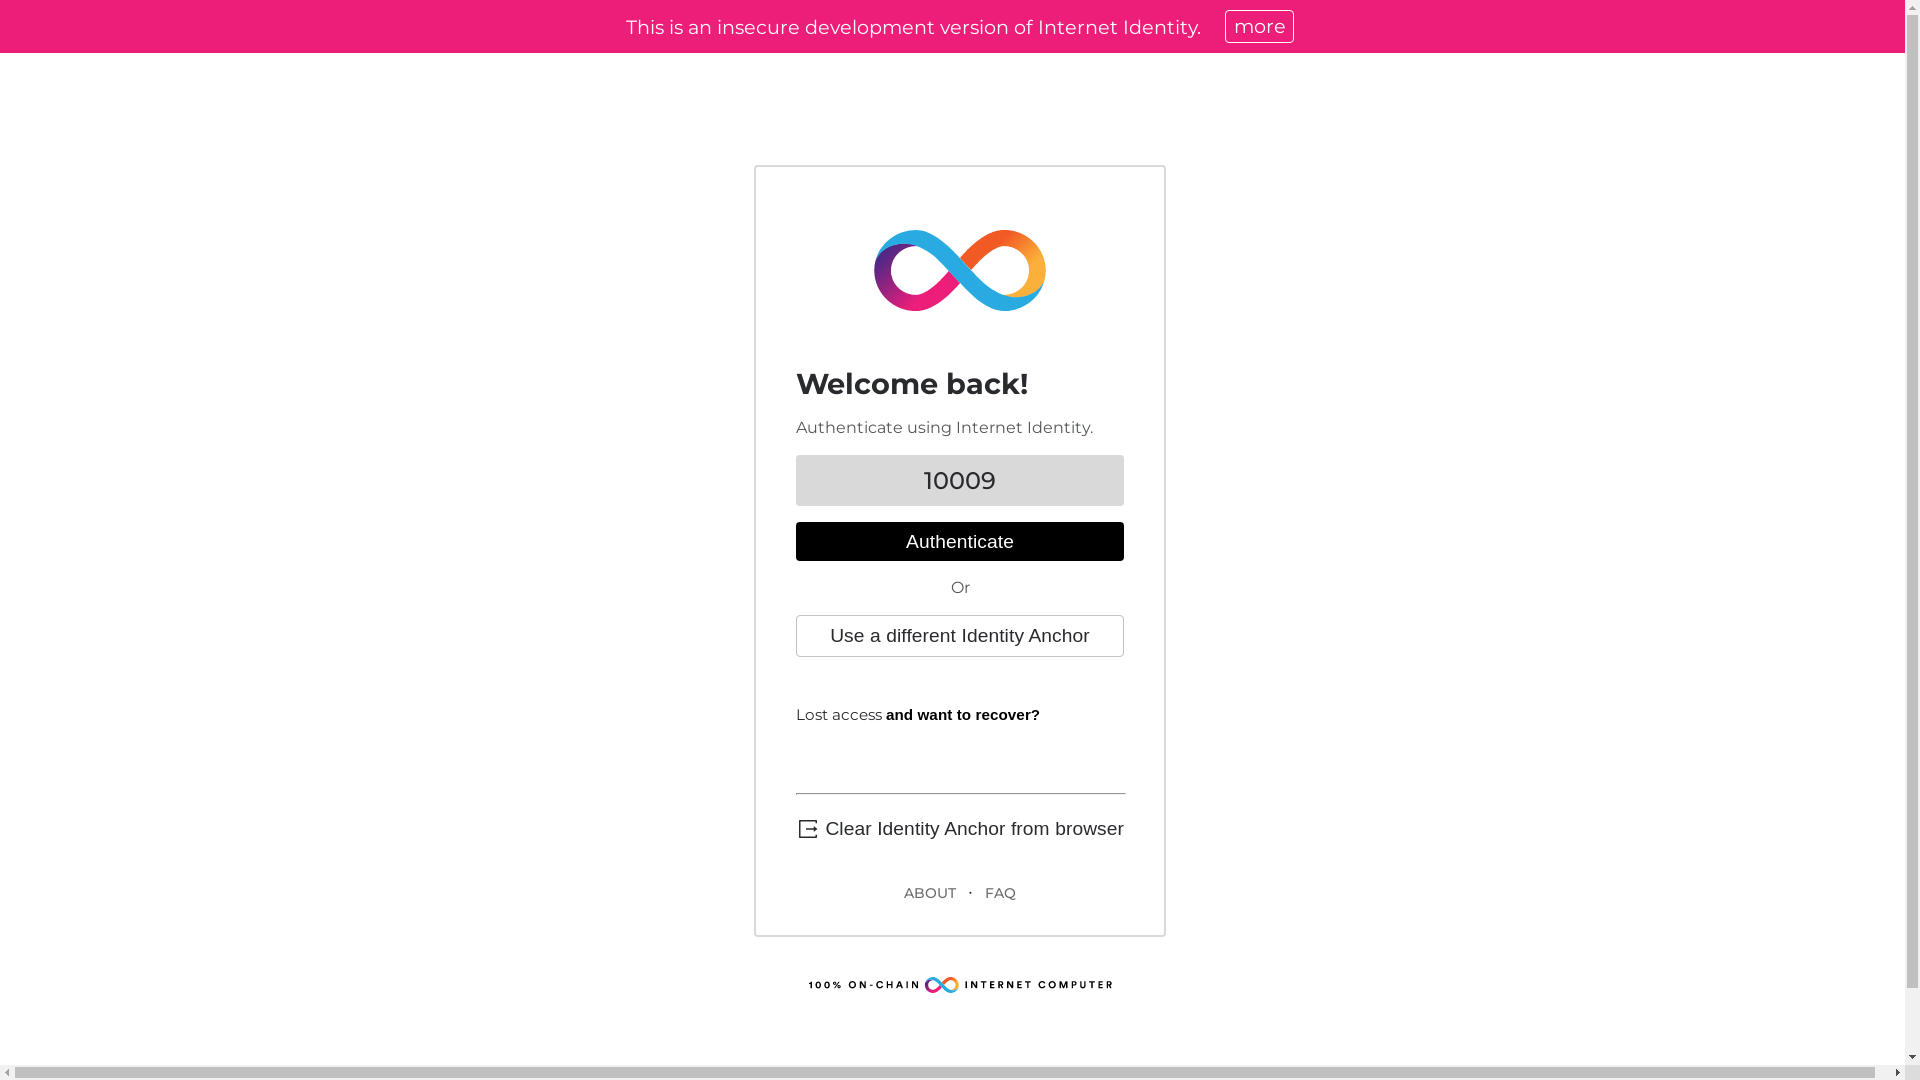 This is an insecure development version of Internet Identity. more
Welcome back!
Authenticate using Internet Identity.
10009
Authenticate
Or
Use a different Identity Anchor
Lost access and want to recover?
Clear Identity Anchor from browser
ABOUT · FAQ
100% ON-CHAIN INTERNET COMPUTER